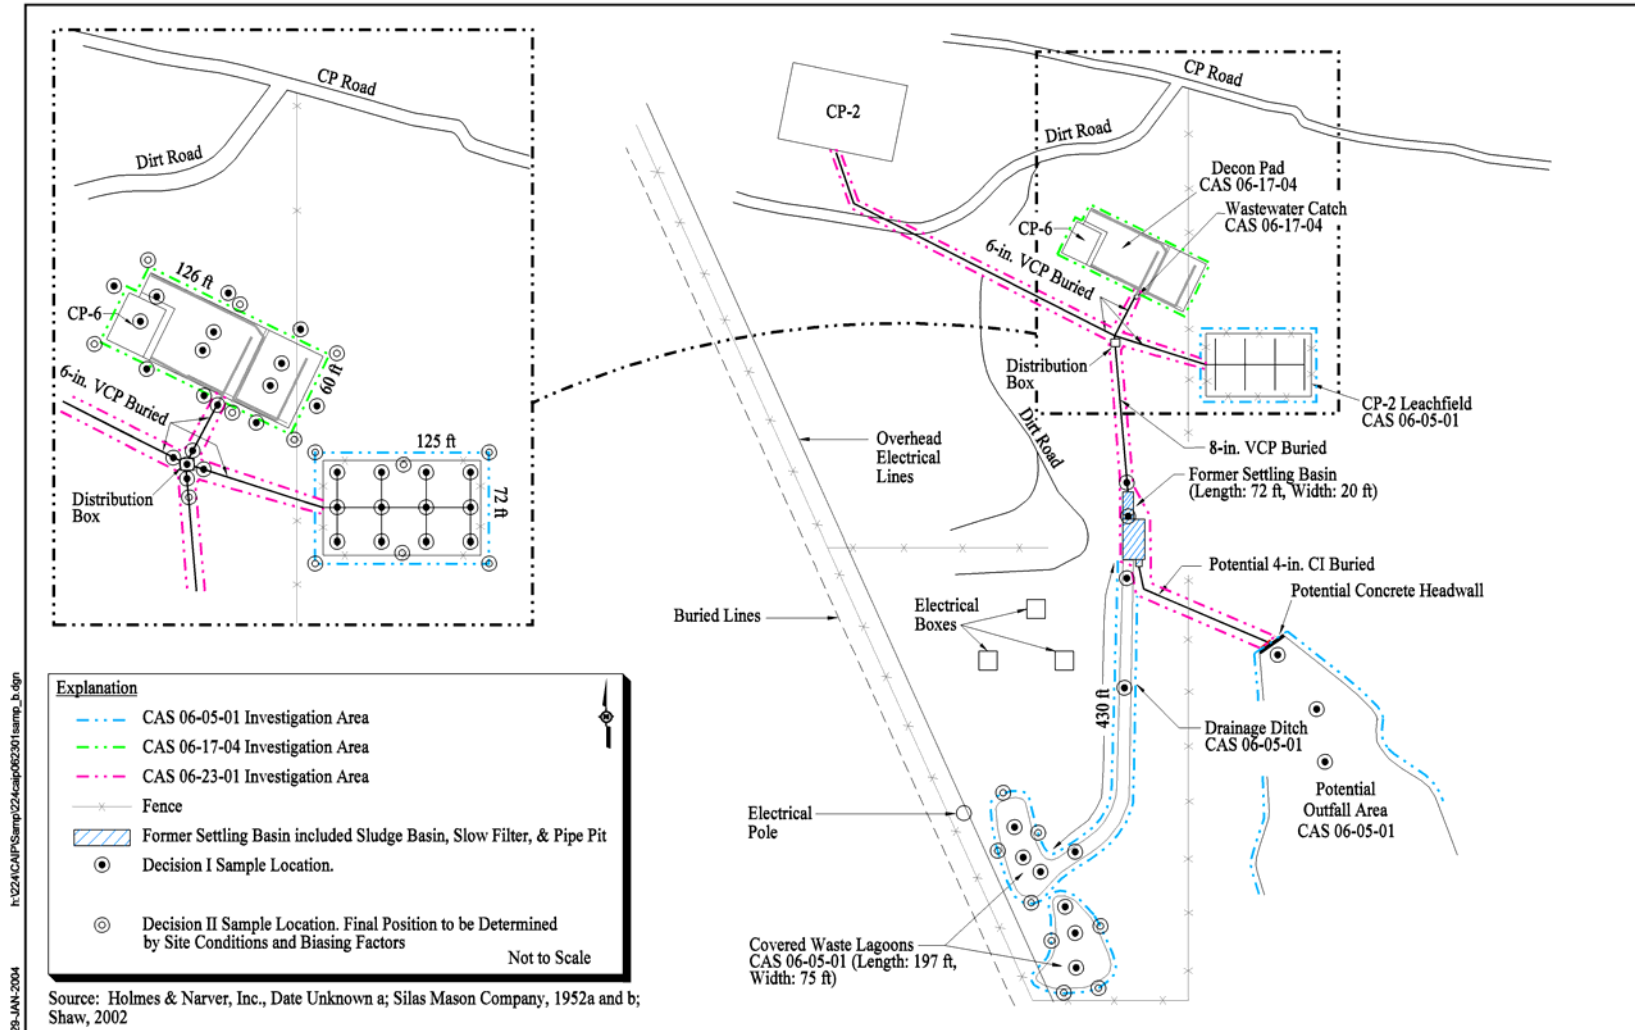 CP Road
Dirt Road
126 ft
CP-6
60 ft
6-in. VCP Buried
125 ft
72 ft
Distribution
Box
CP-2
CP Road
Dirt Road
Decon Pad
CAS 06-17-04
Wastewater Catch
CAS 06-17-04
CP-6
6-in. VCP Buried
Distribution
Box
CP-2 Leachfield
CAS 06-05-01
Dirt Road
Overhead
Electrical
Lines
8-in. VCP Buried
Former Settling Basin
(Length: 72 ft, Width: 20 ft)
Potential 4-in. CI Buried
Potential Concrete Headwall
Buried Lines
Electrical
Boxes
430 ft
Drainage Ditch
CAS 06-05-01
Potential
Outfall Area
CAS 06-05-01
Electrical
Pole
Covered Waste Lagoons
CAS 06-05-01 (Length: 197 ft,
Width: 75 ft)
Explanation
CAS 06-05-01 Investigation Area
CAS 06-17-04 Investigation Area
CAS 06-23-01 Investigation Area
Fence
Former Settling Basin included Sludge Basin, Slow Filter, & Pipe Pit
Decision I Sample Location.
Decision II Sample Location. Final Position to be Determined
by Site Conditions and Biasing Factors
Not to Scale
Source: Holmes & Narver, Inc., Date Unknown a; Silas Mason Company, 1952a and b;
Shaw, 2002
29-JAN-2004
h:\224\CAIP\Samp\224caip062301samp_b.dgn